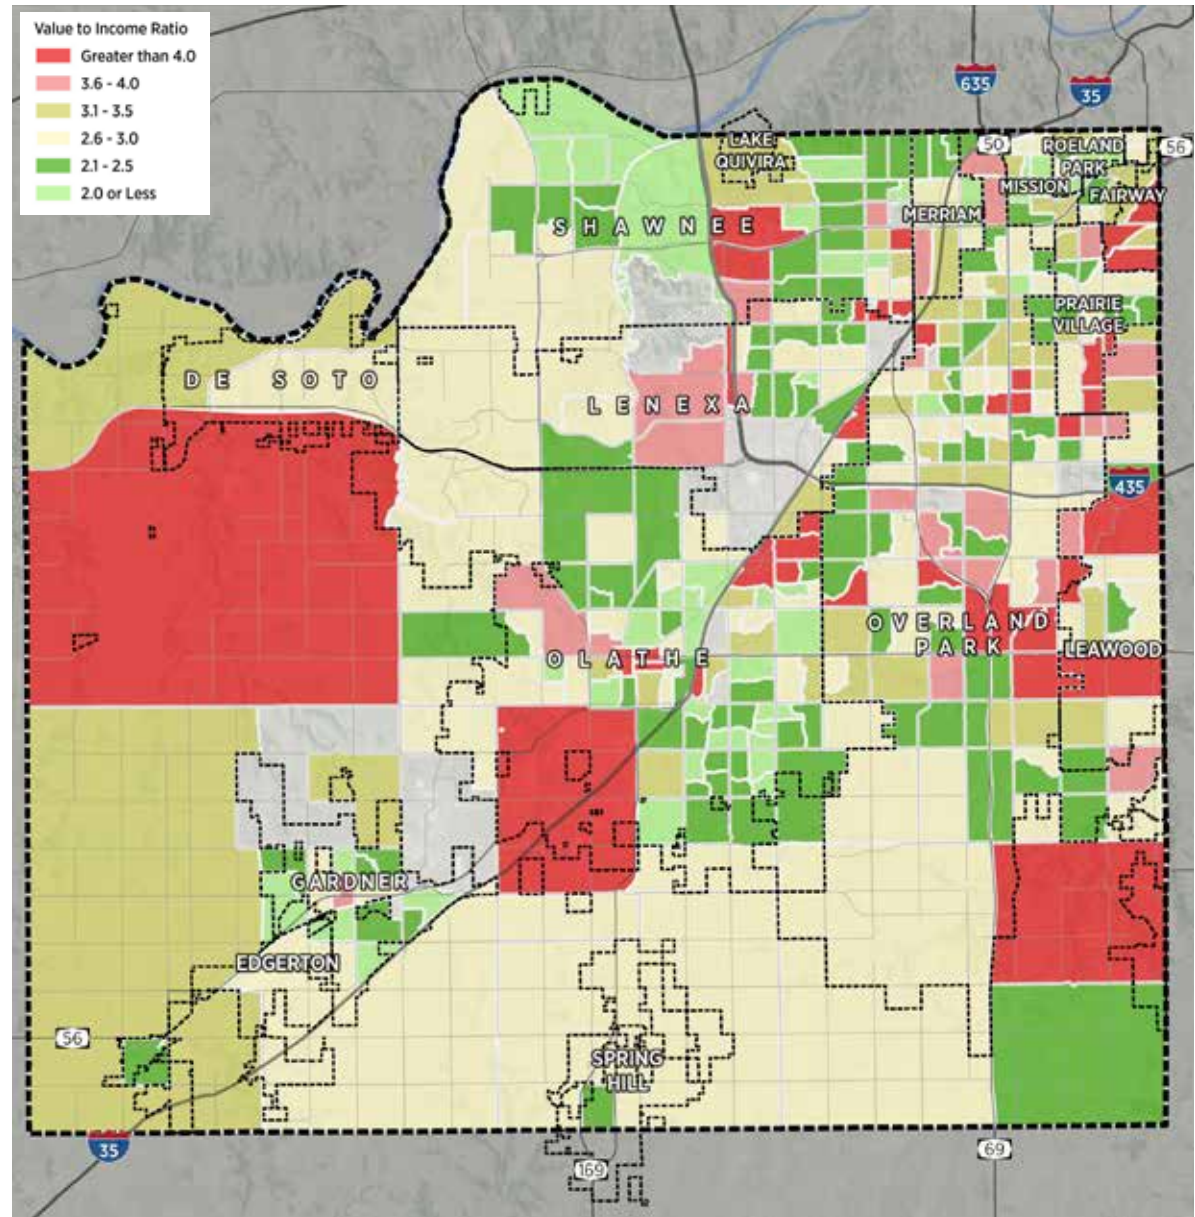 Value to Income Ratio
Greater than 4.0
3.6 - 4.0
3.1 - 3.5
2.6 - 3.0
2.1 - 2.5
2.0 or Less
635
35
LAKE
QUIVIRA
50
ROELAND
PARK
56
MISSION
FAIRWAY
MERRIAM
SHAWNEE
PRAIRIE
VILLAGE
DE SOTO
LENEXA
435
OVERLAND
PARK
LEAWOOD
OLATHE
GARDNER
EDGERTON
56
SPRING
HILL
35
169
69